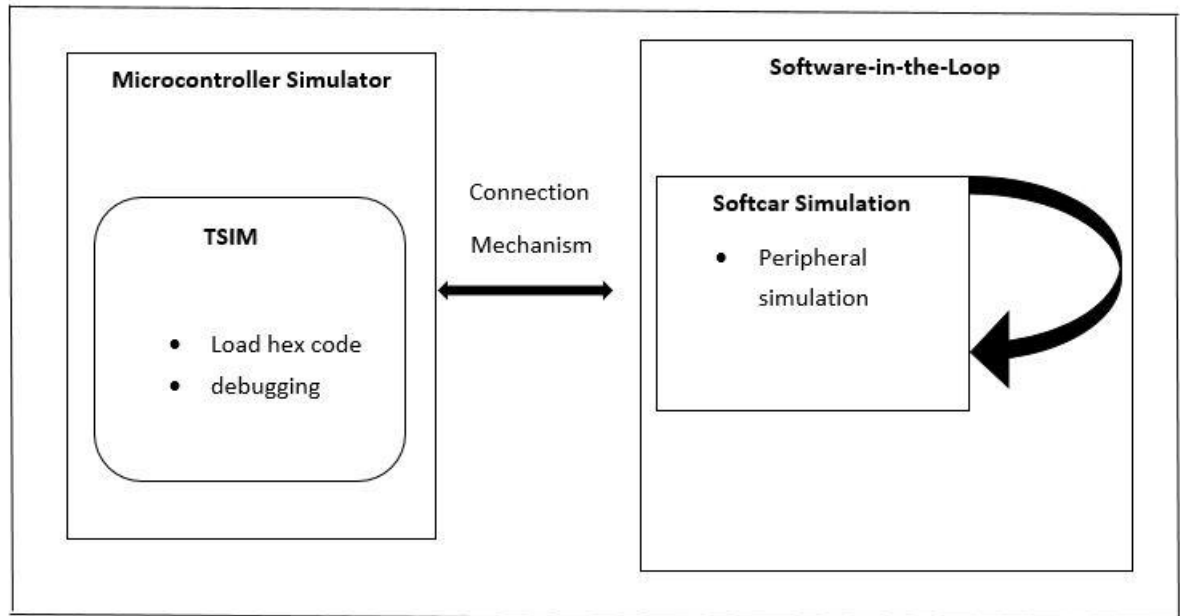 Microcontroller Simulator
TSIM
• Load hex code
• debugging
Connection
Mechanism
Software-in-the-Loop
Softcar Simulation
• Peripheral
simulation